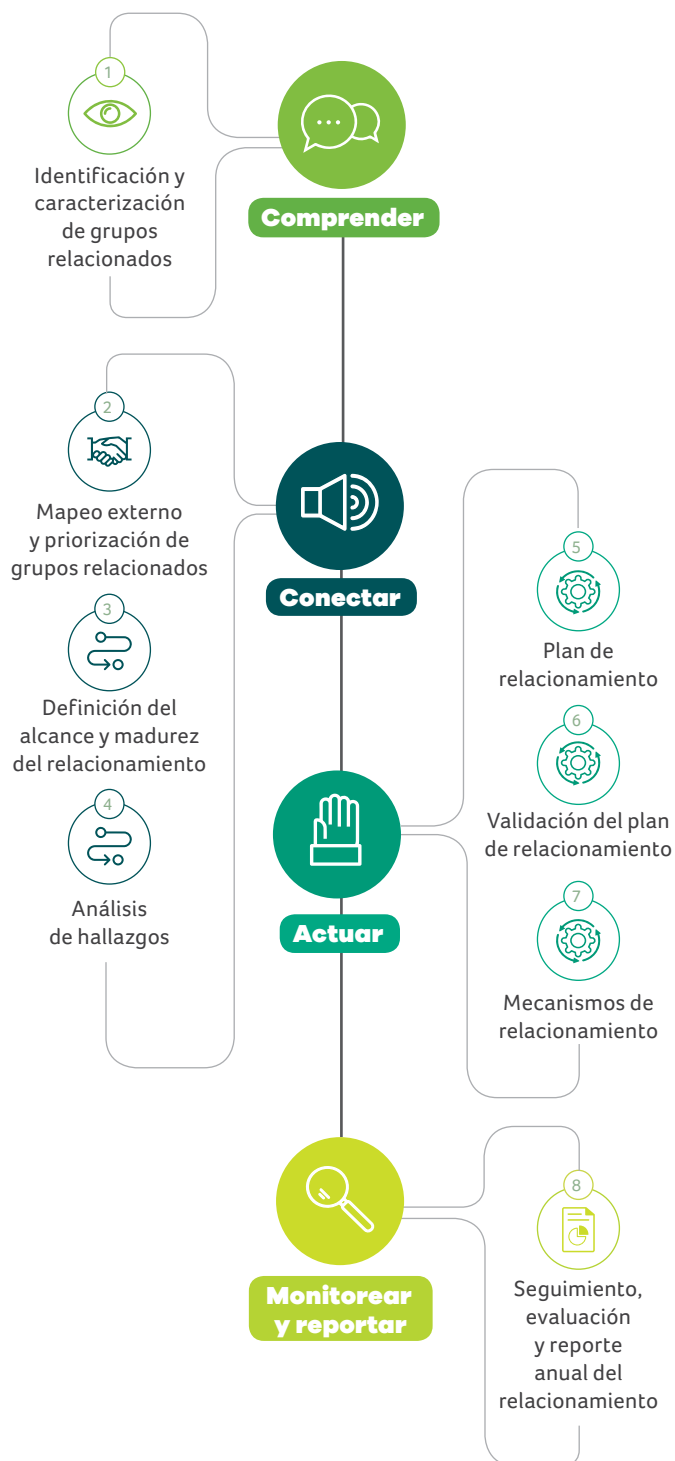 1
Identificación y
caracterización
de grupos
relacionados
Comprender
2
Mapeo externo
y priorización de
grupos relacionados
3
Definición del
alcance y madurez
del relacionamiento
4
Análisis
de hallazgos
Conectar
5
Plan de
relacionamiento
6
Validación del plan
de relacionamiento
7
Mecanismos de
relacionamiento
Actuar
8
Seguimiento,
evaluación
y reporte
anual del
relacionamiento
Monitorear
y reportar